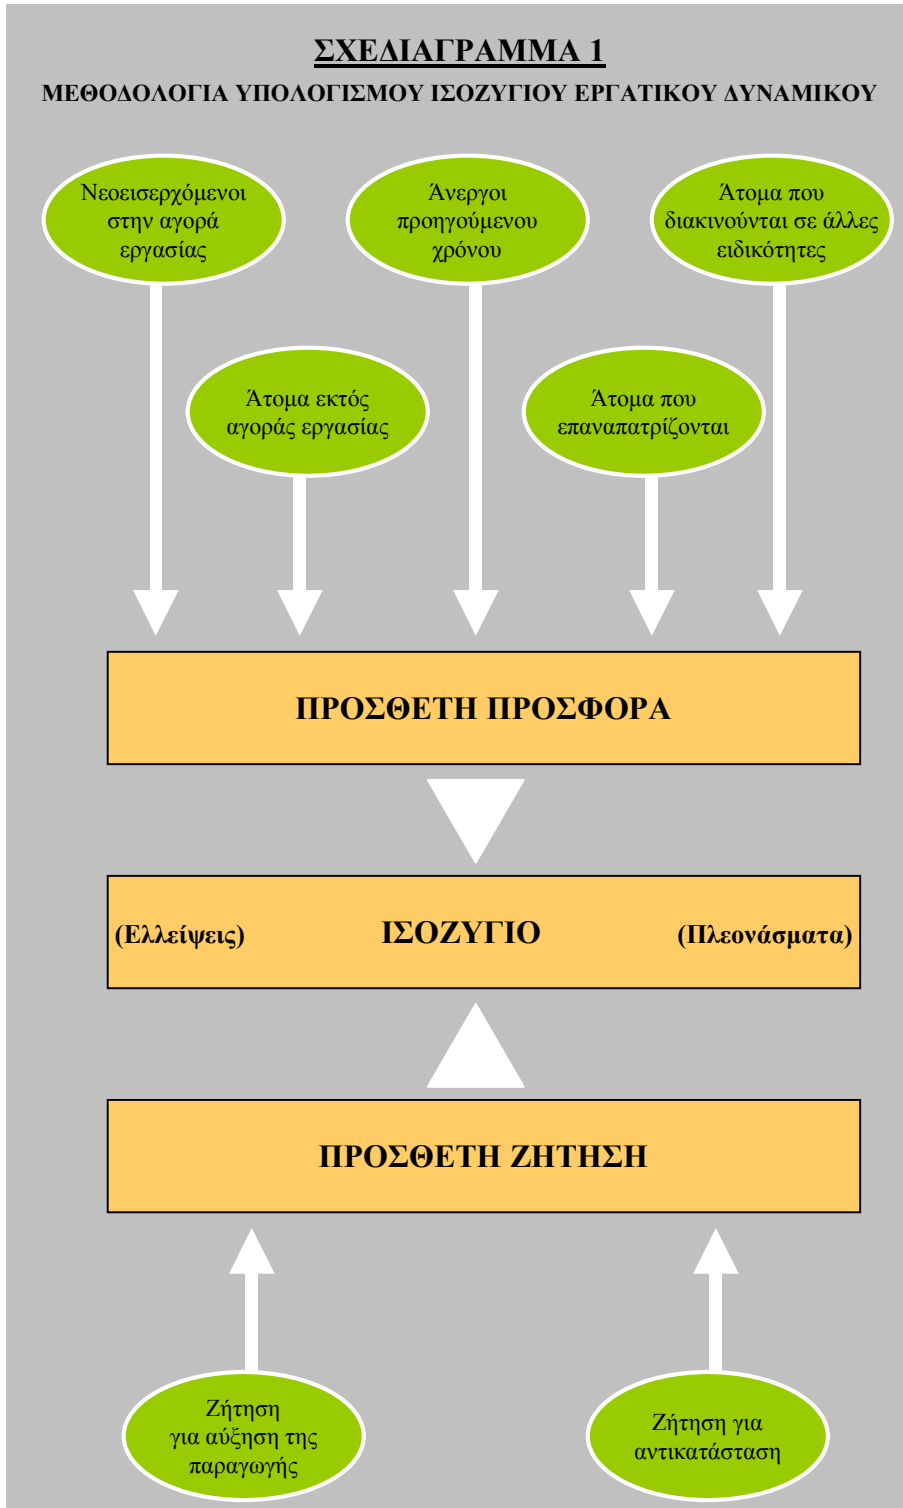 ΣΧΕΔΙΑΓΡΑΜΜΑ 1
ΜΕΘΟΔΟΛΟΓΙΑ ΥΠΟΛΟΓΙΣΜΟΥ ΙΣΟΖΥΓΙΟΥ ΕΡΓΑΤΙΚΟΥ ΔΥΝΑΜΙΚΟΥ
Νεοεισερχόμενοι
στην αγορά
εργασίας
Άνεργοι
προηγούμενου
χρόνου
Άτομα που
διακινούνται σε άλλες
ειδικότητες
Άτομα εκτός
αγοράς εργασίας
Άτομα που
επαναπατρίζονται
ΠΡΟΣΘΕΤΗ ΠΡΟΣΦΟΡΑ
(Ελλείψεις) ΙΣΟΖΥΓΙΟ (Πλεονάσματα)
ΠΡΟΣΘΕΤΗ ΖΗΤΗΣΗ
Ζήτηση
για αύξηση της
παραγωγής
Ζήτηση για
αντικατάσταση